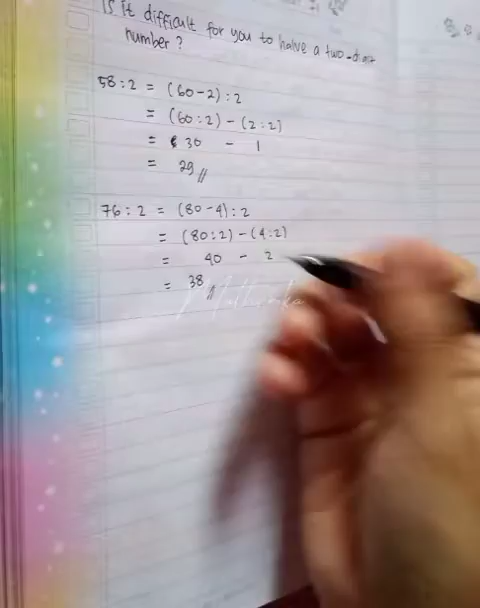 Is it difficult for you to halve a two-digit
number?
58 : 2 = (60 - 2) : 2
= (60 : 2) - (2 : 2)
= 30 - 1
= 29 //
76 : 2 = (80 - 4) : 2
= (80 : 2) - (4 : 2)
= 40 - 2
= 38 //